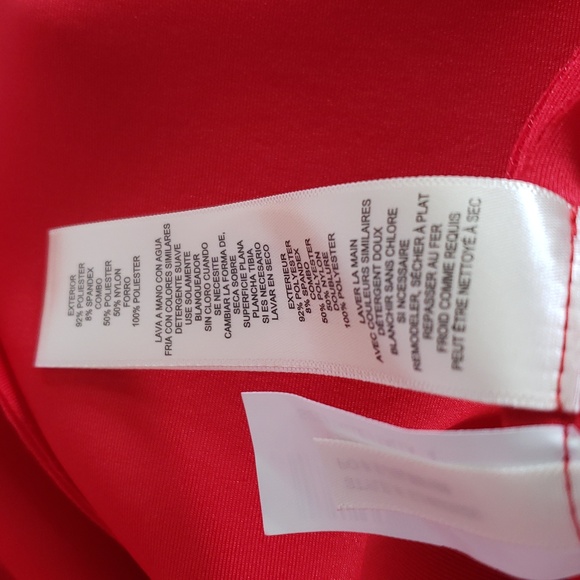 EXTERIOR
92% POLIESTER
8% SPANDEX
COMBO
50% POLIESTER
50% NYLON
FORRO
100% POLIESTER
LAVA A MANO CON AGUA
FRIA CON COLORES SIMILARES
DETERGENTE SUAVE
USE SOLAMENTE
BLANQUEADOR
SIN CLORO CUANDO
SE NECESITE
CAMBIAR LA FORMA DE,
SECA SOBRE
SUPERFICIE PLANA
PLANCHA TIBIA
SI ES NECESARIO
LAVAR EN SECO
EXTERIEUR
92% POLYESTER
8% SPANDEX
50% POLYESTER
50% NYLON
100% POLYESTER
LAVER LA MAIN
AVEC COULEURS SIMILAIRES
DETERGENT DOUX
BLANCHIR SANS CHLORE
SI NCESSAIRE
REMODELER, SÉCHER À PLAT
REPASSER AU FER
FROID COMME REQUIS
PEUT ÊTRE NETTOYÉ À SEC